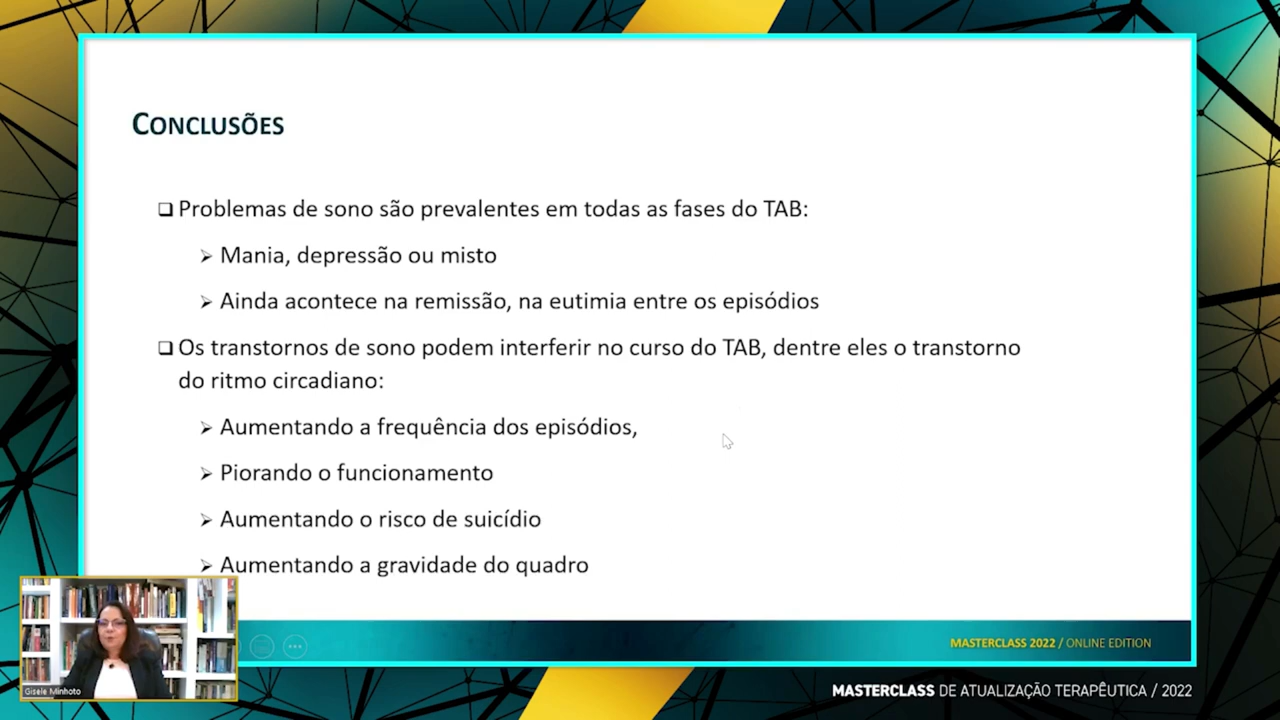 CONCLUSÕES
Problemas de sono são prevalentes em todas as fases do TAB:
Mania, depressão ou misto
Ainda acontece na remissão, na eutimia entre os episódios
Os transtornos de sono podem interferir no curso do TAB, dentre eles o transtorno
do ritmo circadiano:
Aumentando a frequência dos episódios,
Piorando o funcionamento
Aumentando o risco de suicídio
Aumentando a gravidade do quadro
MASTERCLASS 2022 / ONLINE EDITION
Gisele Minhoto
MASTERCLASS DE ATUALIZAÇÃO TERAPÊUTICA / 2022